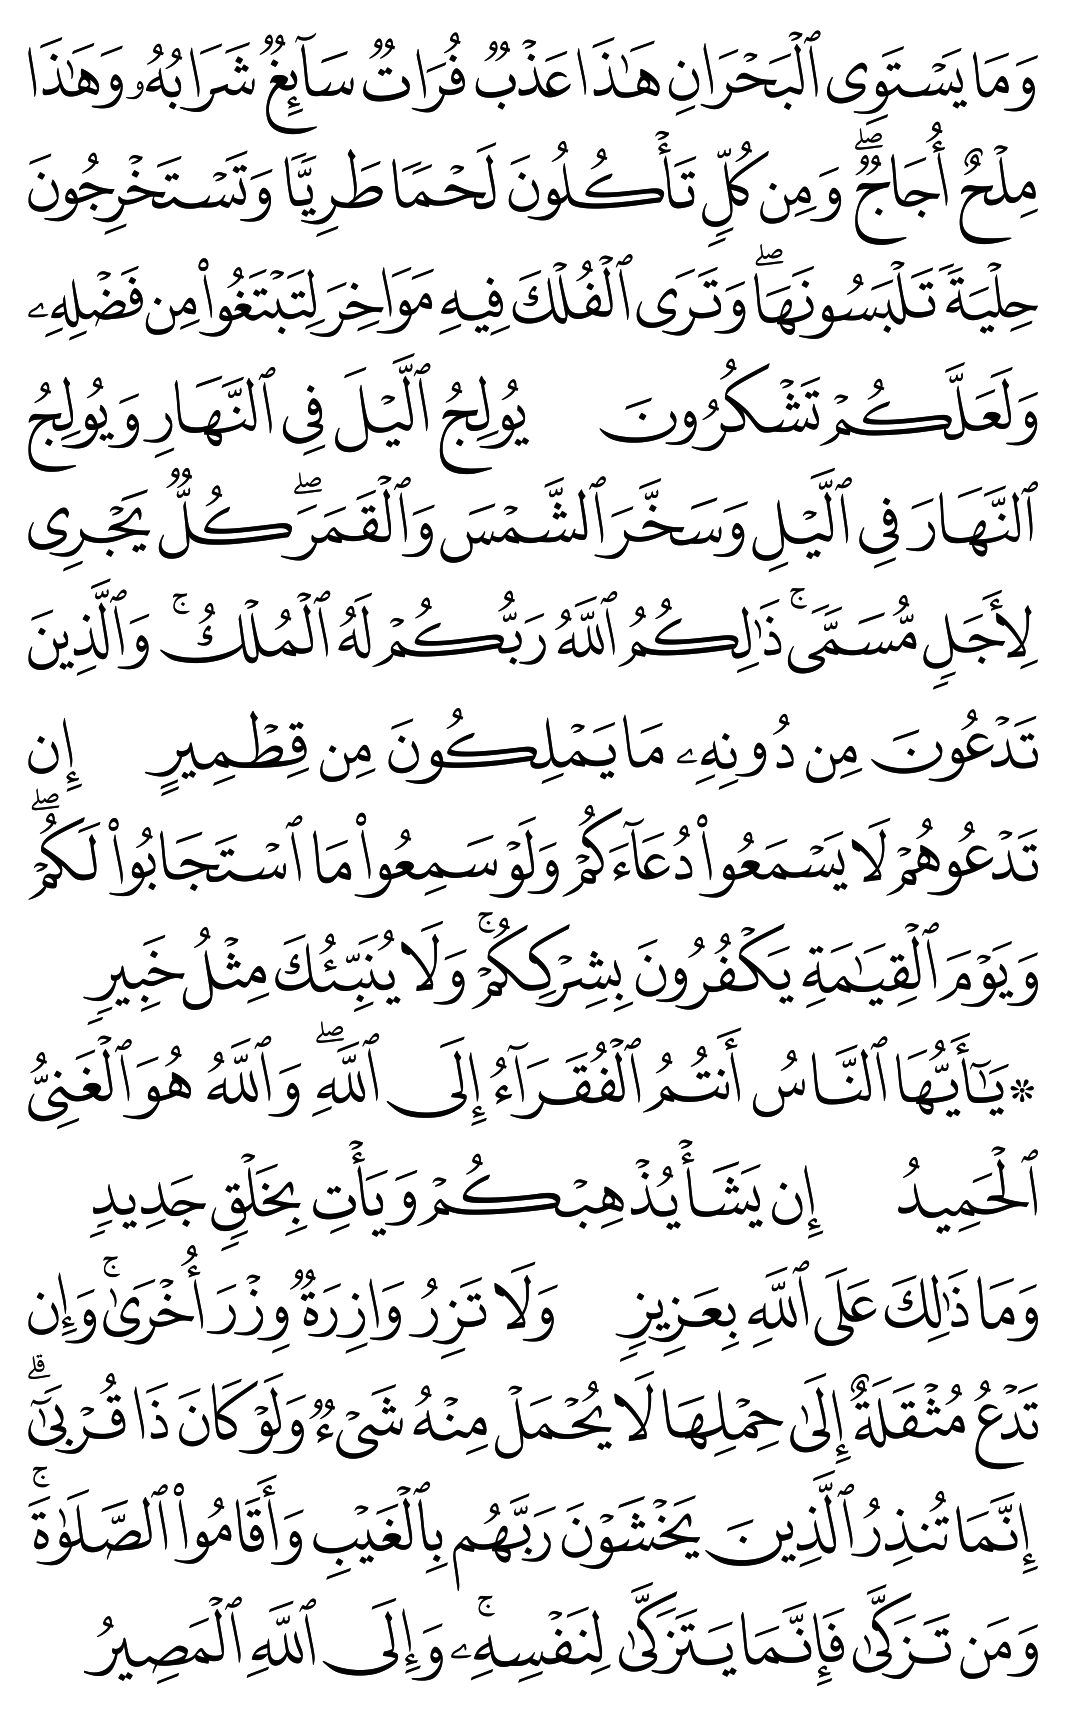 وَمَا يَسْتَوِى ٱلْبَحْرَانِ هَٰذَا عَذْبٌ فُرَاتٌ سَآئِغٌ شَرَابُهُۥ وَهَٰذَا
مِلْحٌ أُجَاجٌ ۖ وَمِن كُلٍّ تَأْكُلُونَ لَحْمًا طَرِيًّا وَتَسْتَخْرِجُونَ
حِلْيَةً تَلْبَسُونَهَا ۖ وَتَرَى ٱلْفُلْكَ فِيهِ مَوَاخِرَ لِتَبْتَغُوا۟ مِن فَضْلِهِۦ
وَلَعَلَّكُمْ تَشْكُرُونَ يُولِجُ ٱلَّيْلَ فِى ٱلنَّهَارِ وَيُولِجُ
ٱلنَّهَارَ فِى ٱلَّيْلِ وَسَخَّرَ ٱلشَّمْسَ وَٱلْقَمَرَ ۖ كُلٌّ يَجْرِى
لِأَجَلٍ مُّسَمًّى ۚ ذَٰلِكُمُ ٱللَّهُ رَبُّكُمْ لَهُ ٱلْمُلْكُ ۚ وَٱلَّذِينَ
تَدْعُونَ مِن دُونِهِۦ مَا يَمْلِكُونَ مِن قِطْمِيرٍ إِن
تَدْعُوهُمْ لَا يَسْمَعُوا۟ دُعَآءَكُمْ وَلَوْ سَمِعُوا۟ مَا ٱسْتَجَابُوا۟ لَكُمْ ۖ
وَيَوْمَ ٱلْقِيَٰمَةِ يَكْفُرُونَ بِشِرْكِكُمْ ۚ وَلَا يُنَبِّئُكَ مِثْلُ خَبِيرٍ
* يَٰٓأَيُّهَا ٱلنَّاسُ أَنتُمُ ٱلْفُقَرَآءُ إِلَى ٱللَّهِ ۖ وَٱللَّهُ هُوَ ٱلْغَنِىُّ
ٱلْحَمِيدُ إِن يَشَأْ يُذْهِبْكُمْ وَيَأْتِ بِخَلْقٍ جَدِيدٍ
وَمَا ذَٰلِكَ عَلَى ٱللَّهِ بِعَزِيزٍ وَلَا تَزِرُ وَازِرَةٌ وِزْرَ أُخْرَىٰ ۚ وَإِن
تَدْعُ مُثْقَلَةٌ إِلَىٰ حِمْلِهَا لَا يُحْمَلْ مِنْهُ شَىْءٌ وَلَوْ كَانَ ذَا قُرْبَىٰٓ ۗ
إِنَّمَا تُنذِرُ ٱلَّذِينَ يَخْشَوْنَ رَبَّهُم بِٱلْغَيْبِ وَأَقَامُوا۟ ٱلصَّلَوٰةَ ۚ
وَمَن تَزَكَّىٰ فَإِنَّمَا يَتَزَكَّىٰ لِنَفْسِهِۦ ۚ وَإِلَى ٱللَّهِ ٱلْمَصِيرُ